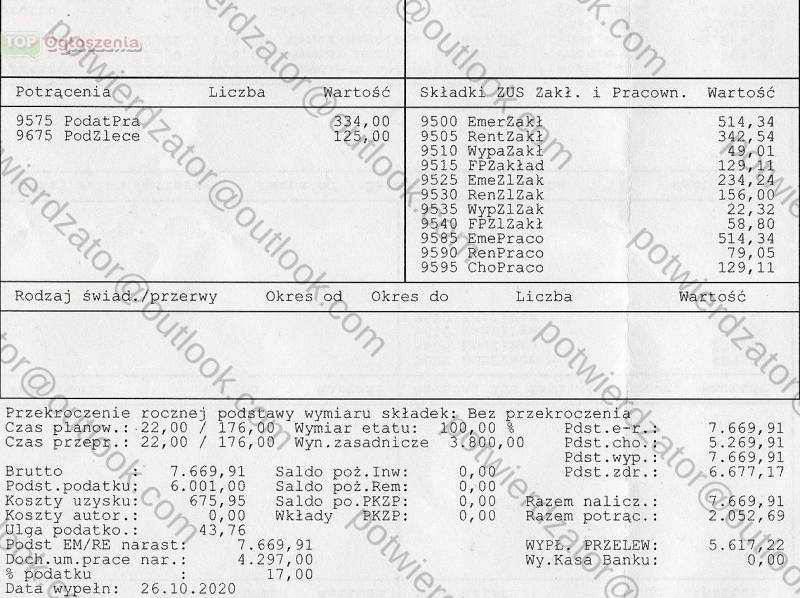 TOP Ogłoszenia
Potrącenia Liczba Wartość
9575 PodatPra 334,00
9675 PodZlece 125,00
Składki ZUS Zakł. i Pracown. Wartość
9500 EmerZakł 514,34
9505 RentZakł 342,54
9510 WypaZakł 49,01
9515 FPZakład 129,11
9525 EmeZlZak 234,24
9530 RenZlZak 156,00
9535 WypZlZak 22,32
9540 FPZlZakł 58,80
9585 EmePraco 514,34
9590 RenPraco 79,05
9595 ChoPraco 129,11
Rodzaj świad./przerwy Okres od Okres do Liczba Wartość
Przekroczenie rocznej podstawy wymiaru składek: Bez przekroczenia
Czas planow.: 22,00 / 176,00 Wymiar etatu: 100,00 % Pdst.e-r.: 7.669,91
Czas przepr.: 22,00 / 176,00 Wyn.zasadnicze 3.800,00 Pdst.cho.: 5.269,91
Pdst.wyp.: 7.669,91
Brutto : 7.669,91 Saldo poż.Inw: 0,00 Pdst.zdr.: 6.677,17
Podst.podatku: 6.001,00 Saldo poż.Rem: 0,00
Koszty uzysku: 675,95 Saldo po.PKZP: 0,00 Razem nalicz.: 7.669,91
Koszty autor.: 0,00 Wkłady PKZP: 0,00 Razem potrąc.: 2.052,69
Ulga podatko.: 43,76
Podst EM/RE narast: 7.669,91 WYPŁ. PRZELEW: 5.617,22
Doch.um.prace nar.: 4.297,00 Wy.Kasa Banku: 0,00
% podatku : 17,00
Data wypełn: 26.10.2020
potwierdzator@outlook.com
potwierdzator@outlook.com
potwierdzator@outlook.com
potwierdzator@outlook.com